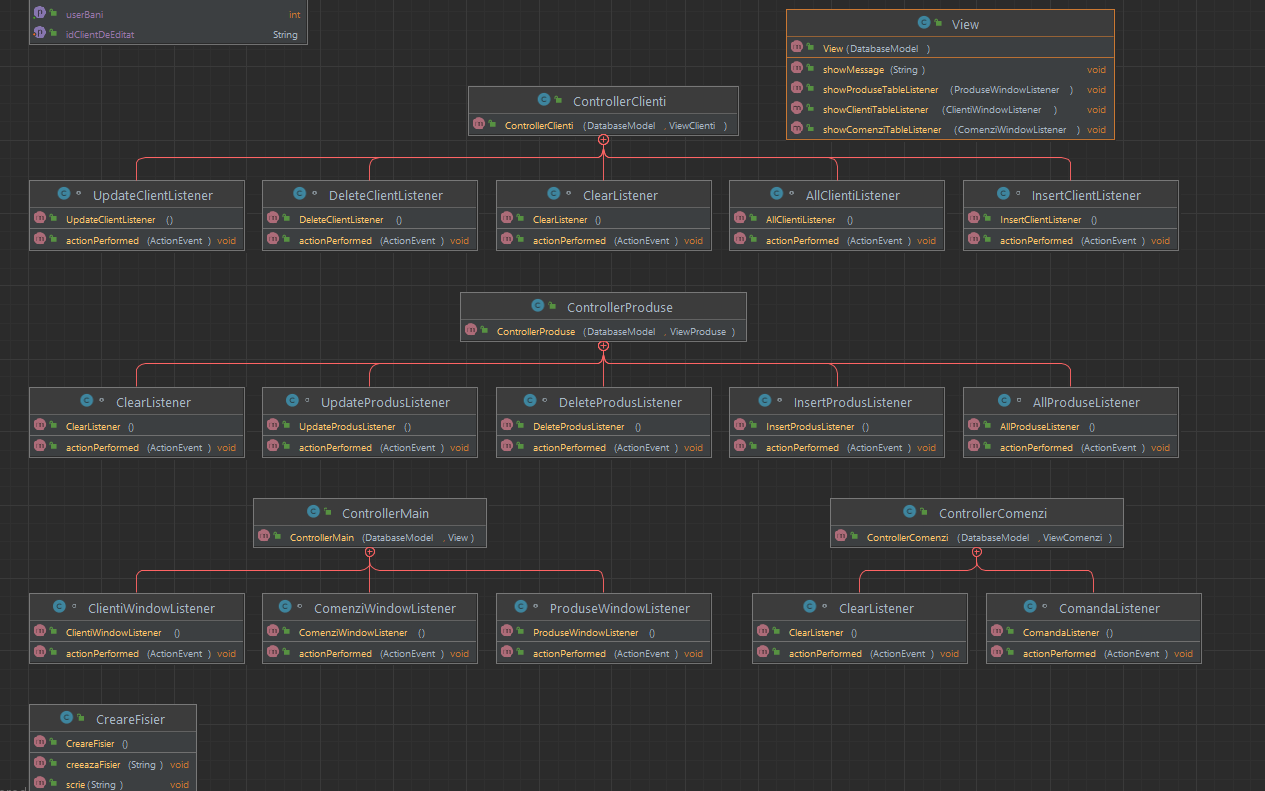 userBani int
idClientDeEditat String
View
View (DatabaseModel )
showMessage (String ) void
showProduseTableListener (ProduseWindowListener ) void
showClientiTableListener (ClientiWindowListener ) void
showComenziTableListener (ComenziWindowListener ) void
ControllerClienti
ControllerClienti (DatabaseModel , ViewClienti )
UpdateClientListener
UpdateClientListener ()
actionPerformed (ActionEvent ) void
DeleteClientListener
DeleteClientListener ()
actionPerformed (ActionEvent ) void
ClearListener
ClearListener ()
actionPerformed (ActionEvent ) void
AllClientiListener
AllClientiListener ()
actionPerformed (ActionEvent ) void
InsertClientListener
InsertClientListener ()
actionPerformed (ActionEvent ) void
ControllerProduse
ControllerProduse (DatabaseModel , ViewProduse )
ClearListener
ClearListener ()
actionPerformed (ActionEvent ) void
UpdateProdusListener
UpdateProdusListener ()
actionPerformed (ActionEvent ) void
DeleteProdusListener
DeleteProdusListener ()
actionPerformed (ActionEvent ) void
InsertProdusListener
InsertProdusListener ()
actionPerformed (ActionEvent ) void
AllProduseListener
AllProduseListener ()
actionPerformed (ActionEvent ) void
ControllerMain
ControllerMain (DatabaseModel , View )
ControllerComenzi
ControllerComenzi (DatabaseModel , ViewComenzi )
ClientiWindowListener
ClientiWindowListener ()
actionPerformed (ActionEvent ) void
ComenziWindowListener
ComenziWindowListener ()
actionPerformed (ActionEvent ) void
ProduseWindowListener
ProduseWindowListener ()
actionPerformed (ActionEvent ) void
ClearListener
ClearListener ()
actionPerformed (ActionEvent ) void
ComandaListener
ComandaListener ()
actionPerformed (ActionEvent ) void
CreareFisier
CreareFisier ()
creeazaFisier (String ) void
scrie (String ) void